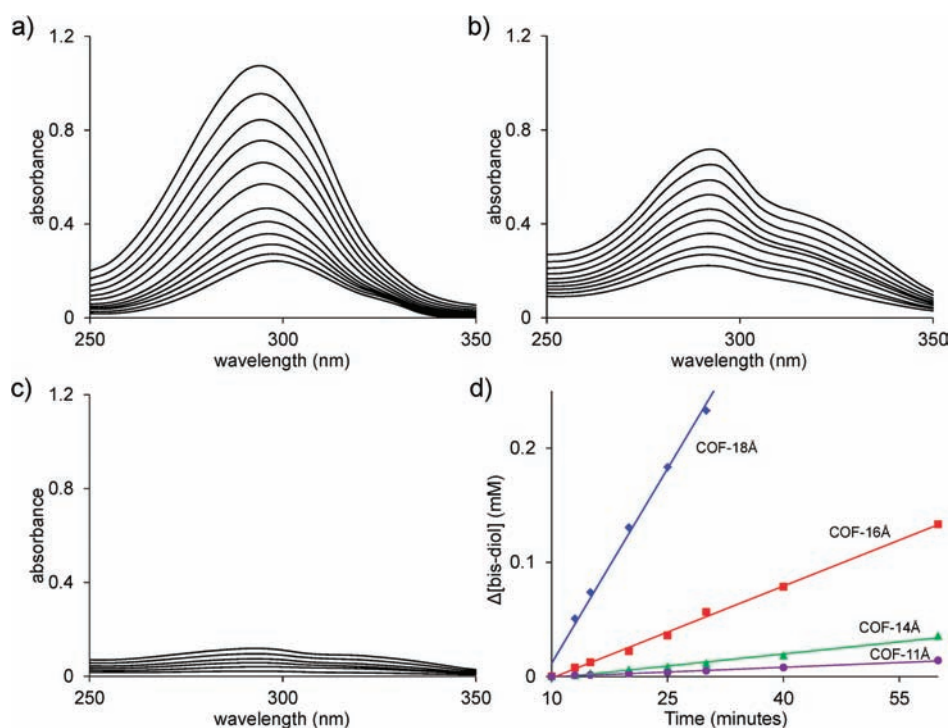 a)
1.2
0.8
0.4
0
absorbance
250
300
350
wavelength (nm)
b)
1.2
0.8
0.4
0
absorbance
250
300
350
wavelength (nm)
c)
1.2
0.8
0.4
0
absorbance
250
300
350
wavelength (nm)
d)
0.2
0.1
0
Δ[bis-diol] (mM)
COF-18Å
COF-16Å
COF-14Å
COF-11Å
10
25
40
55
Time (minutes)